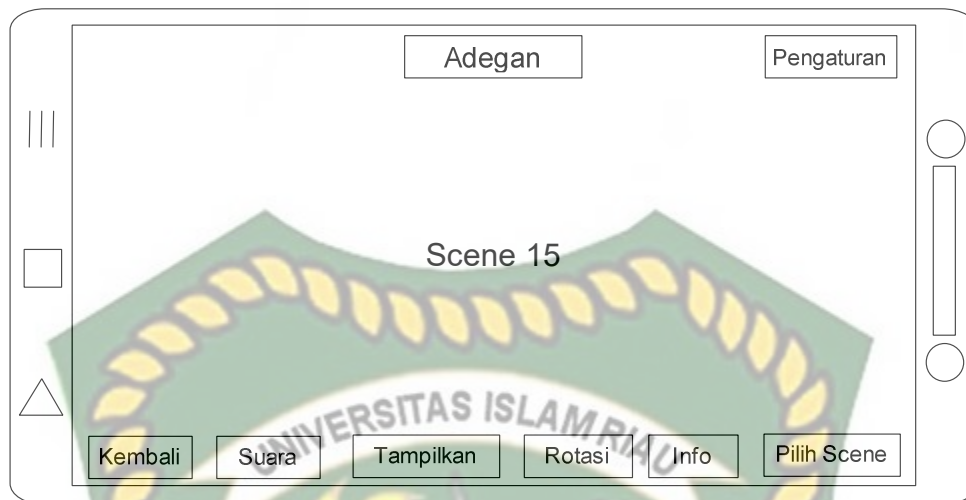 Adegan
Pengaturan
Scene 15
UNIVERSITAS ISLAM RIAU
Kembali
Suara
Tampilkan
Rotasi
Info
Pilih Scene